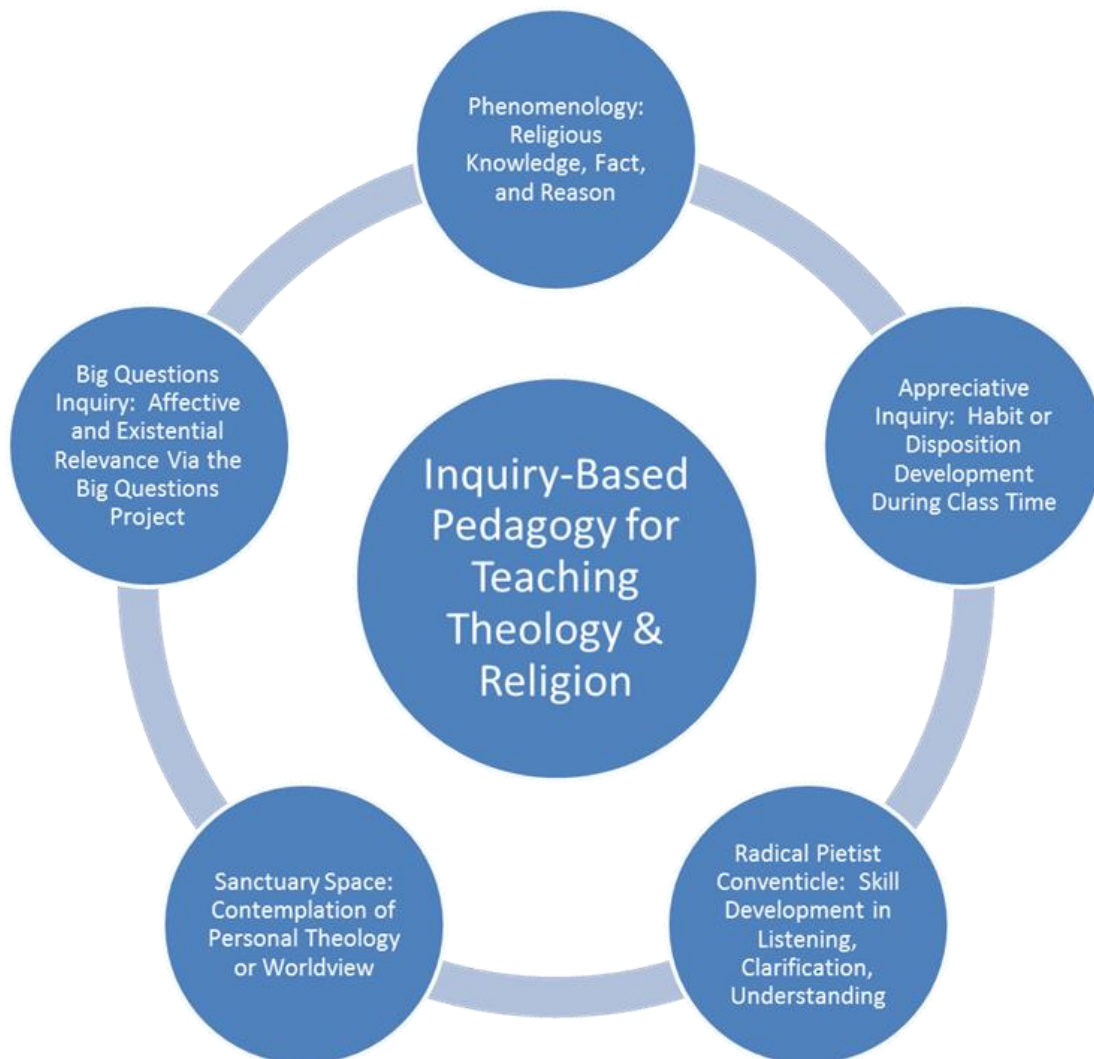 Phenomenology:
Religious
Knowledge, Fact,
and Reason
Big Questions
Inquiry: Affective
and Existential
Relevance Via the
Big Questions
Project
Appreciative
Inquiry: Habit or
Disposition
Development
During Class Time
Inquiry-Based
Pedagogy for
Teaching
Theology &
Religion
Sanctuary Space:
Contemplation of
Personal Theology
or Worldview
Radical Pietist
Conventicle: Skill
Development in
Listening,
Clarification,
Understanding